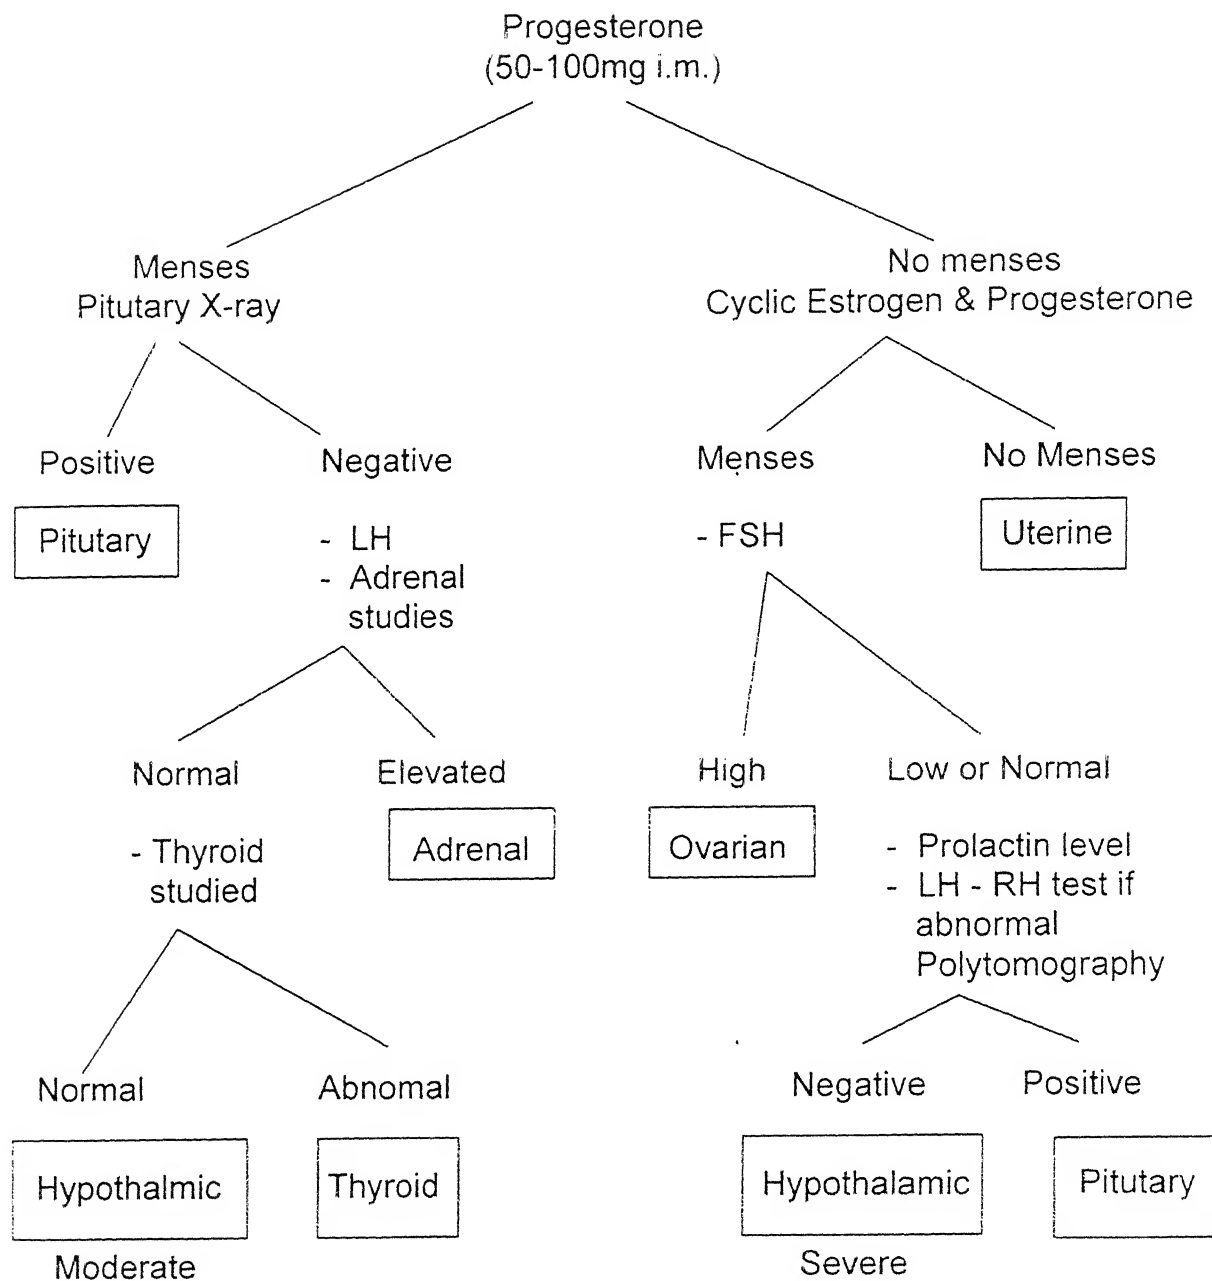 Progesterone
(50-100mg i.m.)
Menses
Pitutary X-ray
No menses
Cyclic Estrogen & Progesterone
Positive
Negative
Menses
No Menses
Pitutary
- LH
- Adrenal
studies
- FSH
Uterine
Normal
Elevated
High
Low or Normal
- Thyroid
studied
Adrenal
Ovarian
- Prolactin level
- LH - RH test if
abnormal
Polytomography
Normal
Abnomal
Negative
Positive
Hypothalmic
Thyroid
Hypothalamic
Pitutary
Moderate
Severe